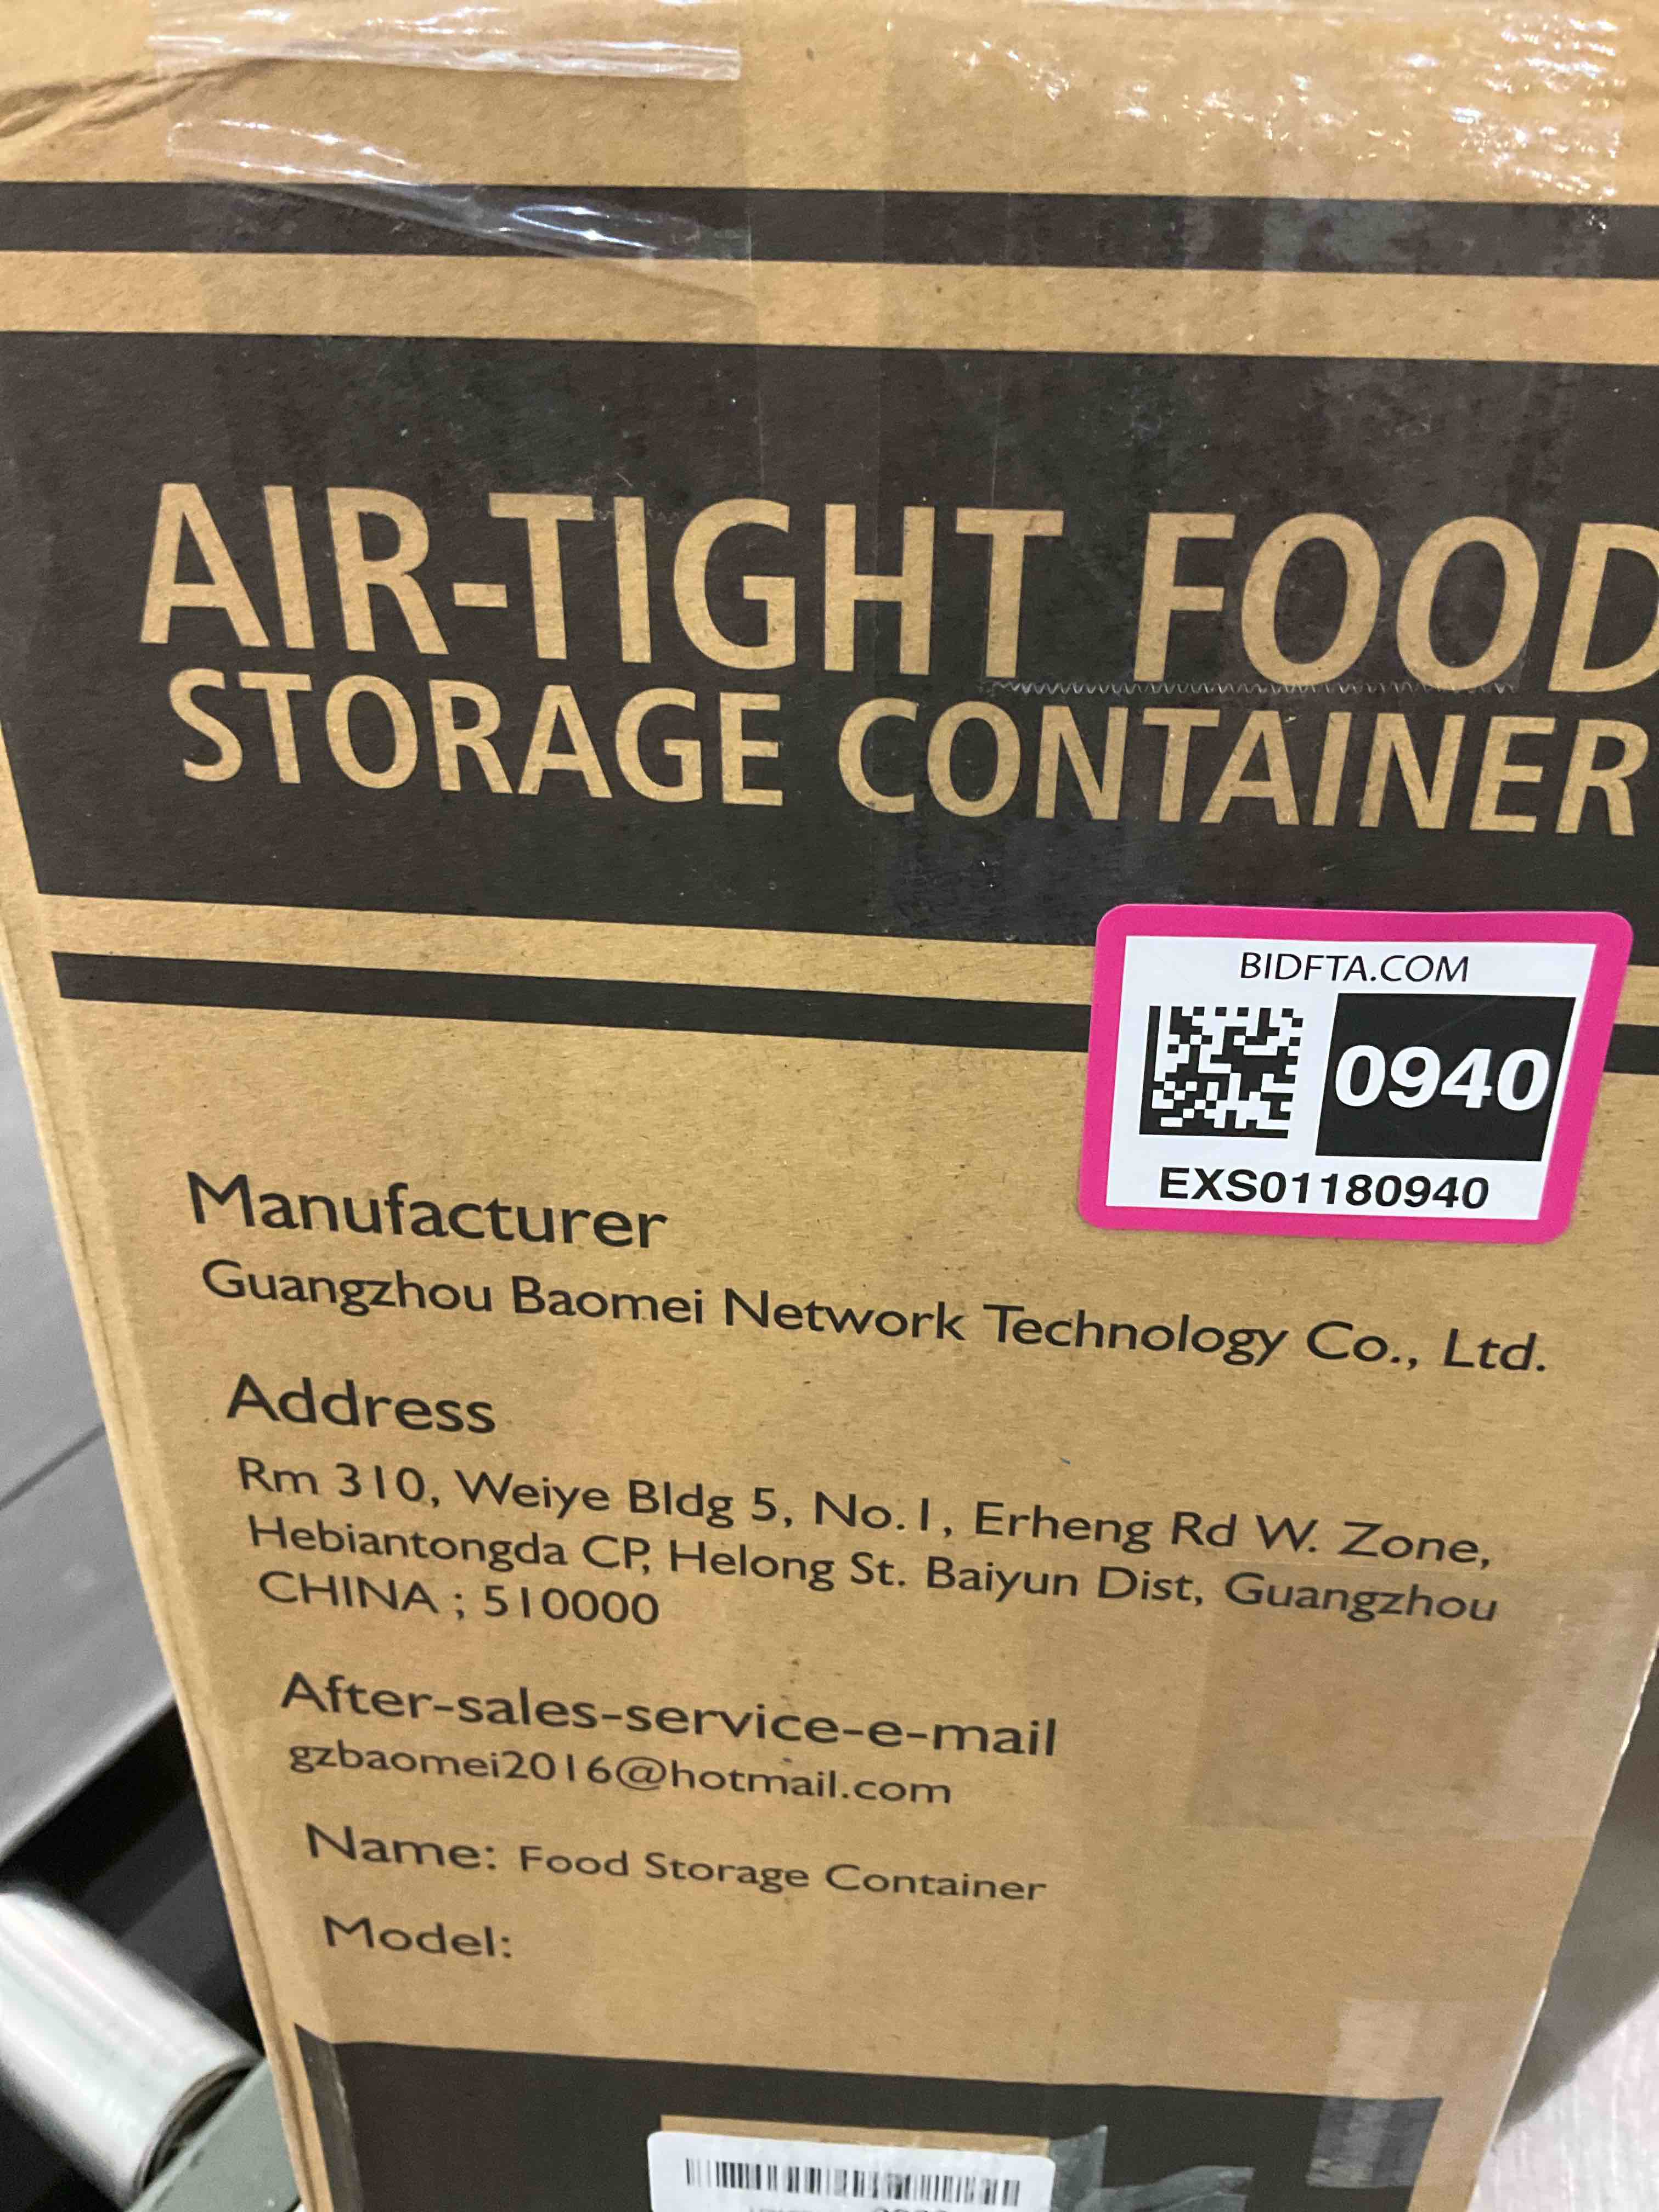 AIR-TIGHT FOOD
STORAGE CONTAINER
BIDFTA.COM
0940
EXS01180940
Manufacturer
Guangzhou Baomei Network Technology Co., Ltd.
Address
Rm 310, Weiye Bldg 5, No.1, Erheng Rd W. Zone,
Hebiantongda CP, Helong St. Baiyun Dist, Guangzhou
CHINA ; 510000
After-sales-service-e-mail
gzbaomei2016@hotmail.com
Name: Food Storage Container
Model: